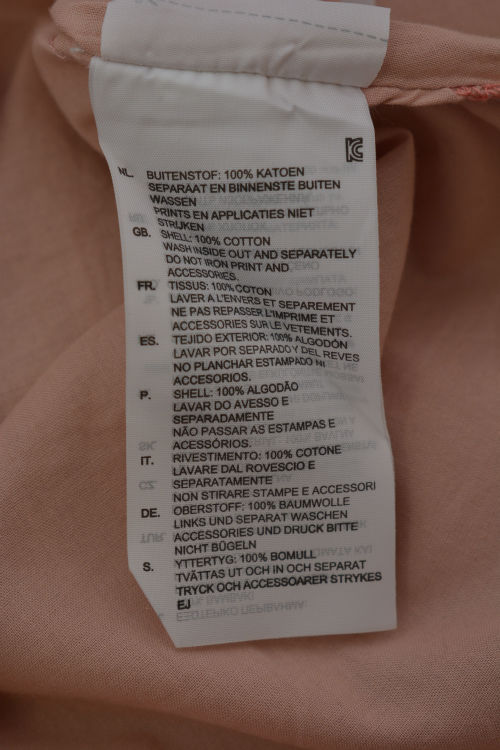 NL. BUITENSTOF: 100% KATOEN
SEPARAAT EN BINNENSTE BUITEN
WASSEN
PRINTS EN APPLICATIES NIET
STRIJKEN
GB. SHELL: 100% COTTON
WASH INSIDE OUT AND SEPARATELY
DO NOT IRON PRINT AND
ACCESSORIES.
FR. TISSUS: 100% COTON
LAVER A L'ENVERS ET SEPAREMENT
NE PAS REPASSER L'IMPRIME ET
ACCESSORIES SUR LE VETEMENTS.
ES. TEJIDO EXTERIOR: 100% ALGODÓN
LAVAR POR SEPARADO Y DEL REVES
NO PLANCHAR ESTAMPADO NI
ACCESORIOS.
P. SHELL: 100% ALGODÃO
LAVAR DO AVESSO E
SEPARADAMENTE
NÃO PASSAR AS ESTAMPAS E
ACESSÓRIOS.
IT. RIVESTIMENTO: 100% COTONE
LAVARE DAL ROVESCIO E
SEPARATAMENTE
NON STIRARE STAMPE E ACCESSORI
DE. OBERSTOFF: 100% BAUMWOLLE
LINKS UND SEPARAT WASCHEN
ACCESSORIES UND DRUCK BITTE
NICHT BÜGELN
S. YTTERTYG: 100% BOMULL
TVÄTTAS UT OCH IN OCH SEPARAT
TRYCK OCH ACCESSOARER STRYKES
EJ